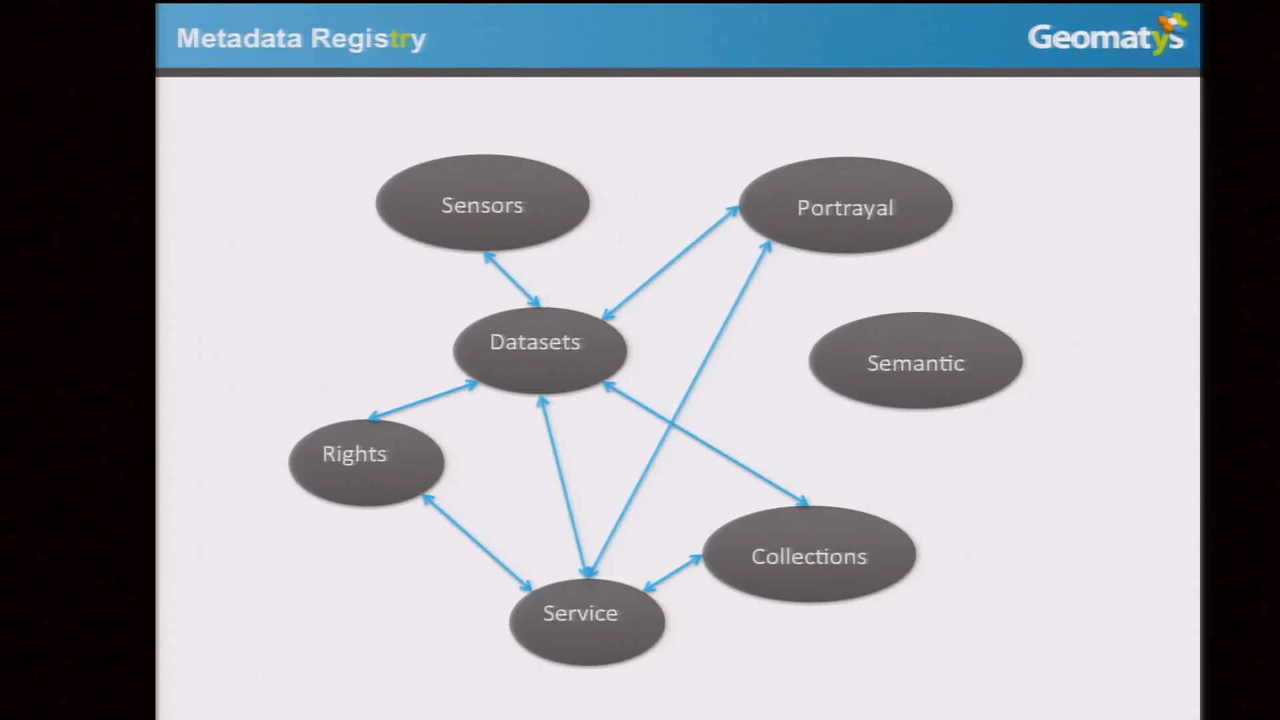 Metadata Registry
Geomatys
Sensors
Portrayal
Datasets
Semantic
Rights
Collections
Service